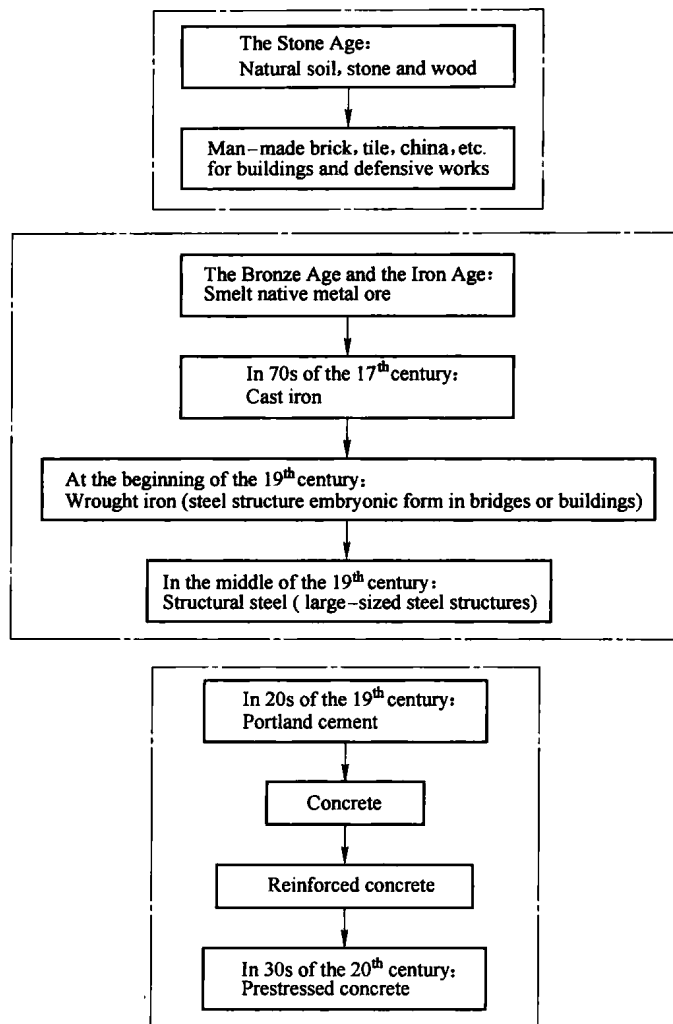 The Stone Age:
Natural soil, stone and wood
Man-made brick, tile, china, etc.
for buildings and defensive works
The Bronze Age and the Iron Age:
Smelt native metal ore
In 70s of the 17th century:
Cast iron
At the beginning of the 19th century:
Wrought iron (steel structure embryonic form in bridges or buildings)
In the middle of the 19th century:
Structural steel ( large-sized steel structures)
In 20s of the 19th century:
Portland cement
Concrete
Reinforced concrete
In 30s of the 20th century:
Prestressed concrete